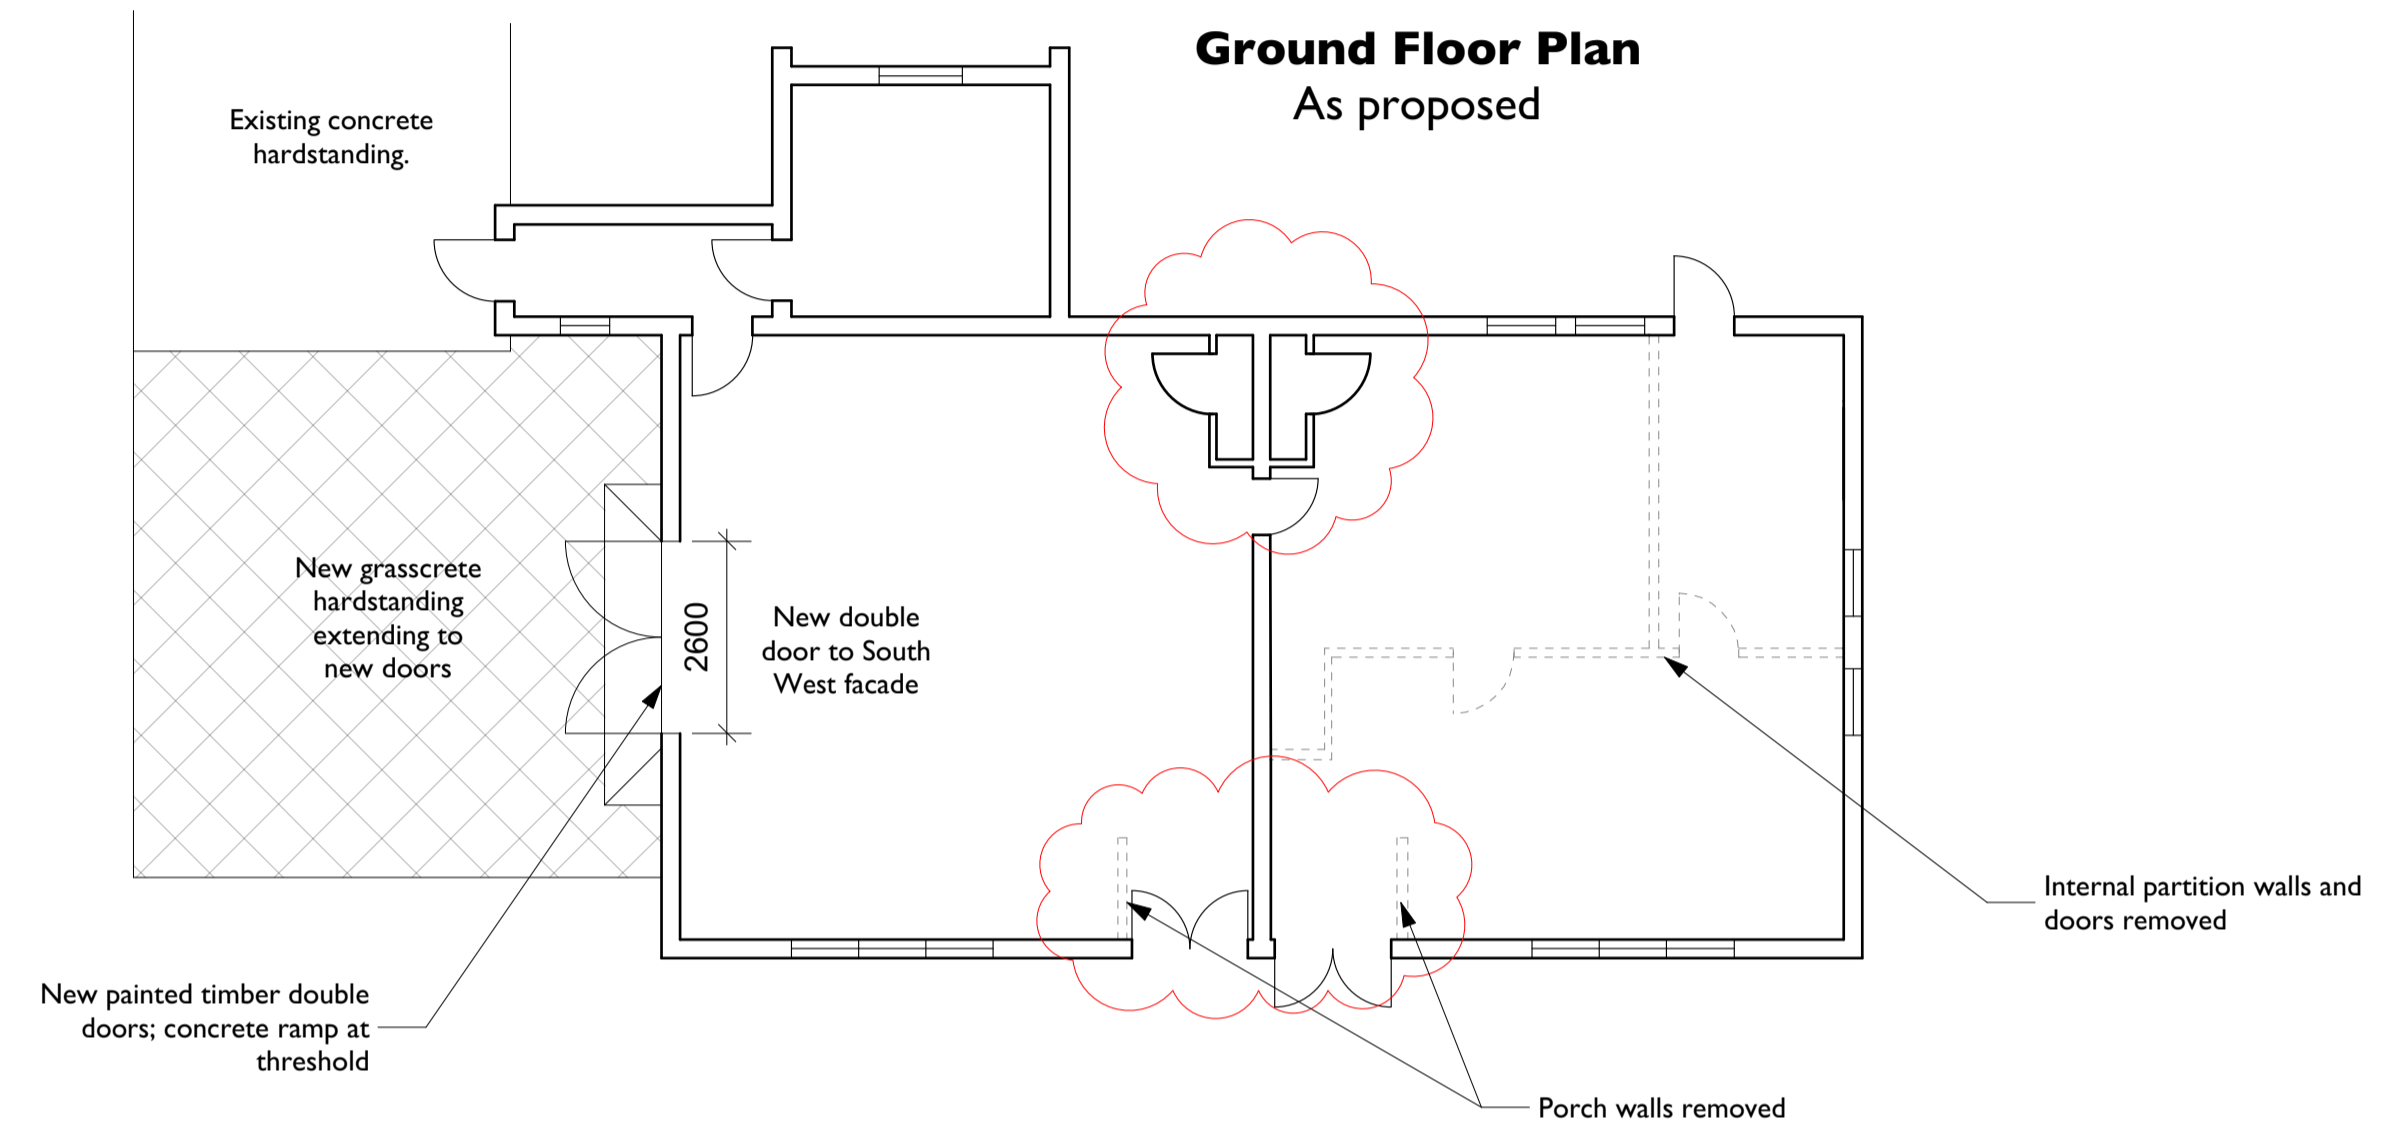 Ground Floor Plan
As proposed
Existing concrete
hardstanding.
New grasscrete
hardstanding
extending to
new doors
2600
New double
door to South
West facade
Internal partition walls and
doors removed
New painted timber double
doors; concrete ramp at
threshold
Porch walls removed